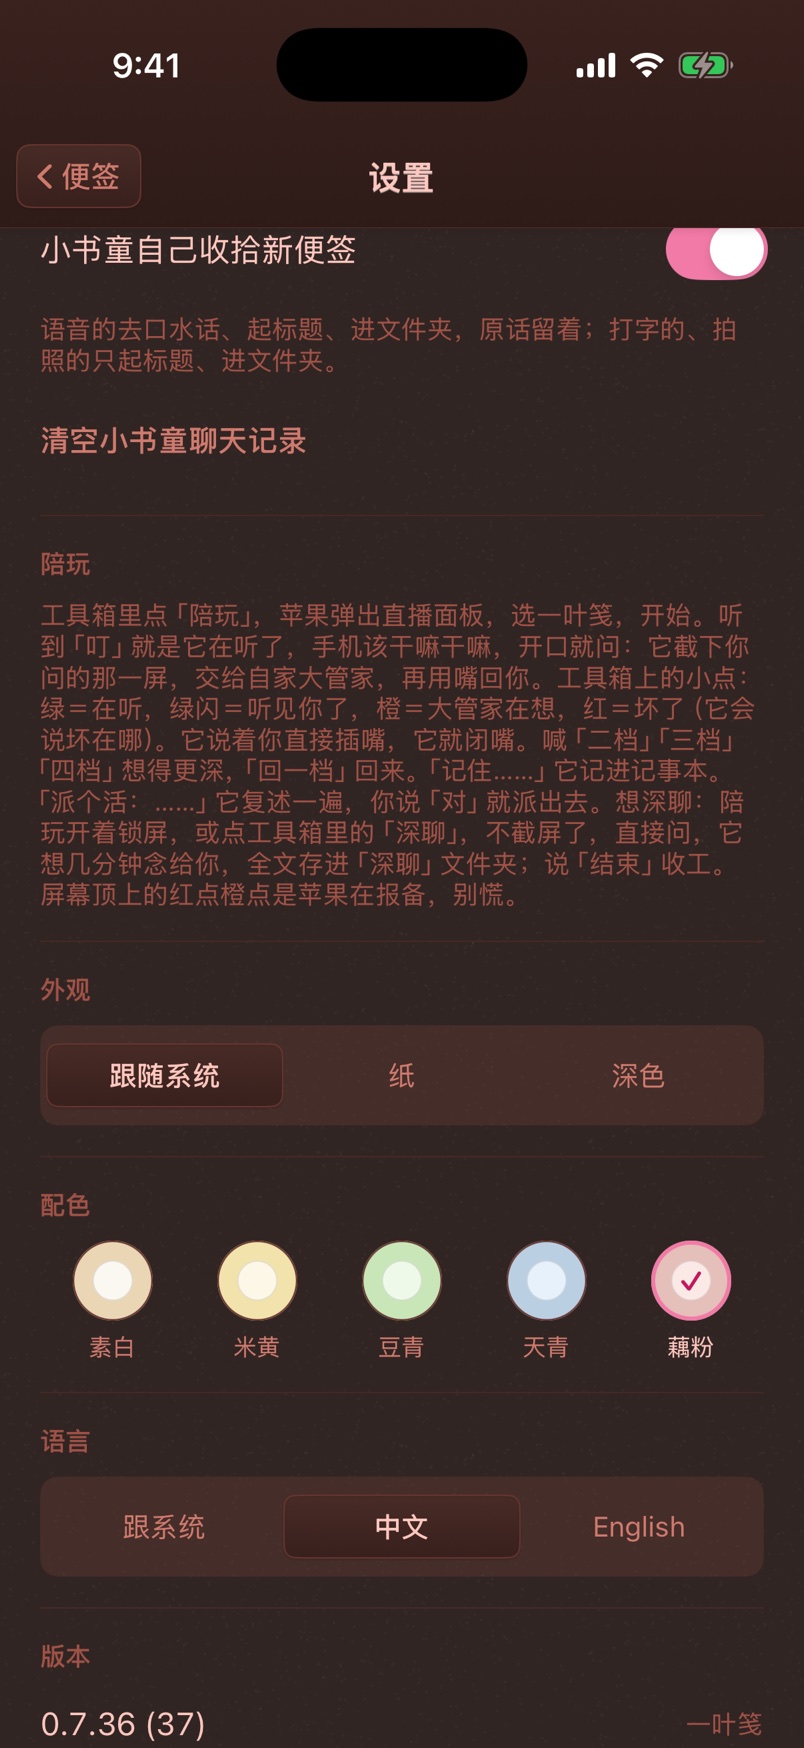 9:41
便签
设置
小书童自己收拾新便签
语音的去口水话、起标题、进文件夹，原话留着；打字的、拍
照的只起标题、进文件夹。
清空小书童聊天记录
陪玩
工具箱里点「陪玩」，苹果弹出直播面板，选一叶笺，开始。听
到「叮」就是它在听了，手机该干嘛干嘛，开口就问：它截下你
问的那一屏，交给自家大管家，再用嘴回你。工具箱上的小点：
绿＝在听，绿闪＝听见你了，橙＝大管家在想，红＝坏了（它会
说坏在哪）。它说着你直接插嘴，它就闭嘴。喊「二档」「三档」
「四档」想得更深，「回一档」回来。「记住……」它记进记事本。
「派个活：……」它复述一遍，你说「对」就派出去。想深聊：陪
玩开着锁屏，或点工具箱里的「深聊」，不截屏了，直接问，它
想几分钟念给你，全文存进「深聊」文件夹；说「结束」收工。
屏幕顶上的红点橙点是苹果在报备，别慌。
外观
跟随系统 纸 深色
配色
素白 米黄 豆青 天青 藕粉
语言
跟系统 中文 English
版本
0.7.36 (37) 一叶笺